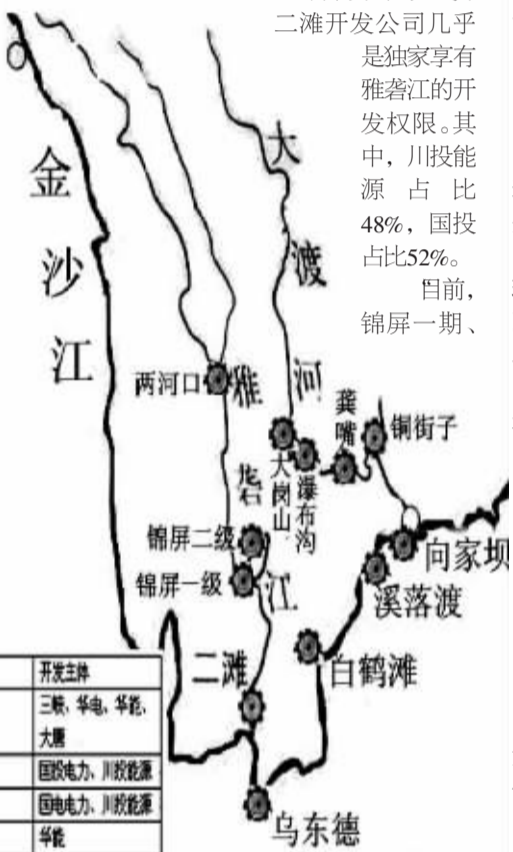 二滩开发公司几乎
是独家享有
雅砻江的开
发权限。其
中，川投能
源占比
48%，国投
占比52%。
目前，
锦屏一期、
金沙江
大渡河
雅
江
两河口
龚嘴
铜街子
大岗山
瀑布沟
锦屏二级
锦屏一级
向家坝
溪落渡
二滩
白鹤滩
乌东德
开发主体
三峡、华电、华能、
大唐
国投电力、川投能源
国电电力、川投能源
华能